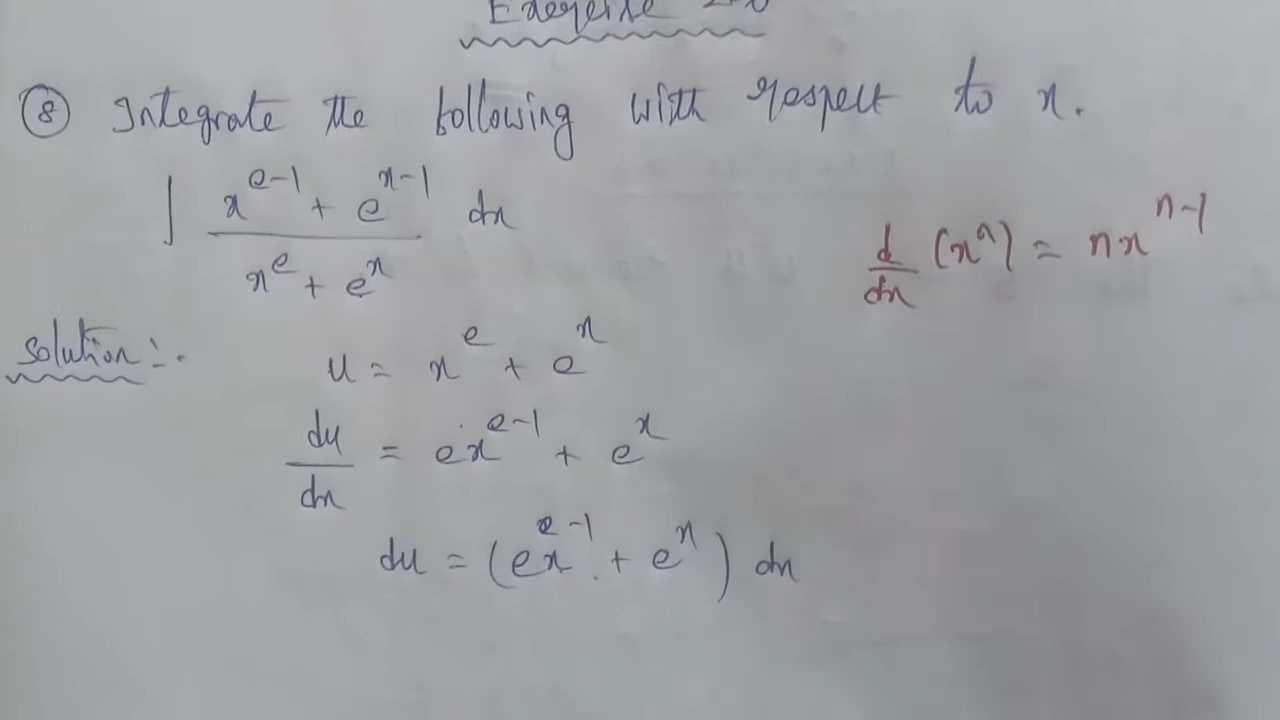 Exercise
⑧ Integrate the following with respect to x.
∫ (x^(e-1) + e^(x-1)) / (x^e + e^x) dx
d/dx (x^n) = nx^(n-1)
Solution:-
u = x^e + e^x
du/dx = ex^(e-1) + e^x
du = (ex^(e-1) + e^x) dx